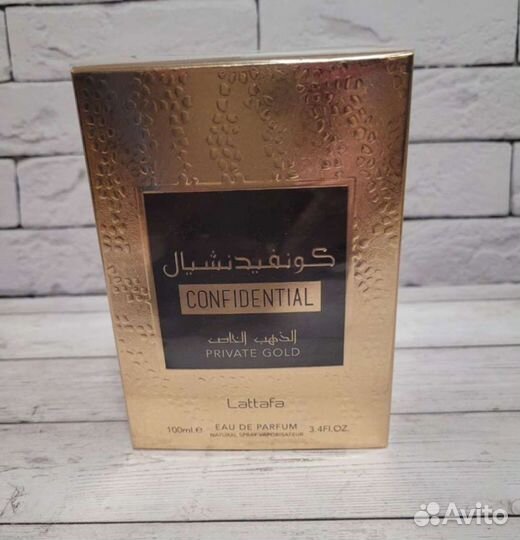 كونفيدنشيال
CONFIDENTIAL
الذهب الخاص
PRIVATE GOLD
Lattafa
100ml.e EAU DE PARFUM 3.4Fl.OZ.
NATURAL SPRAY VAPORISATEUR
Avito